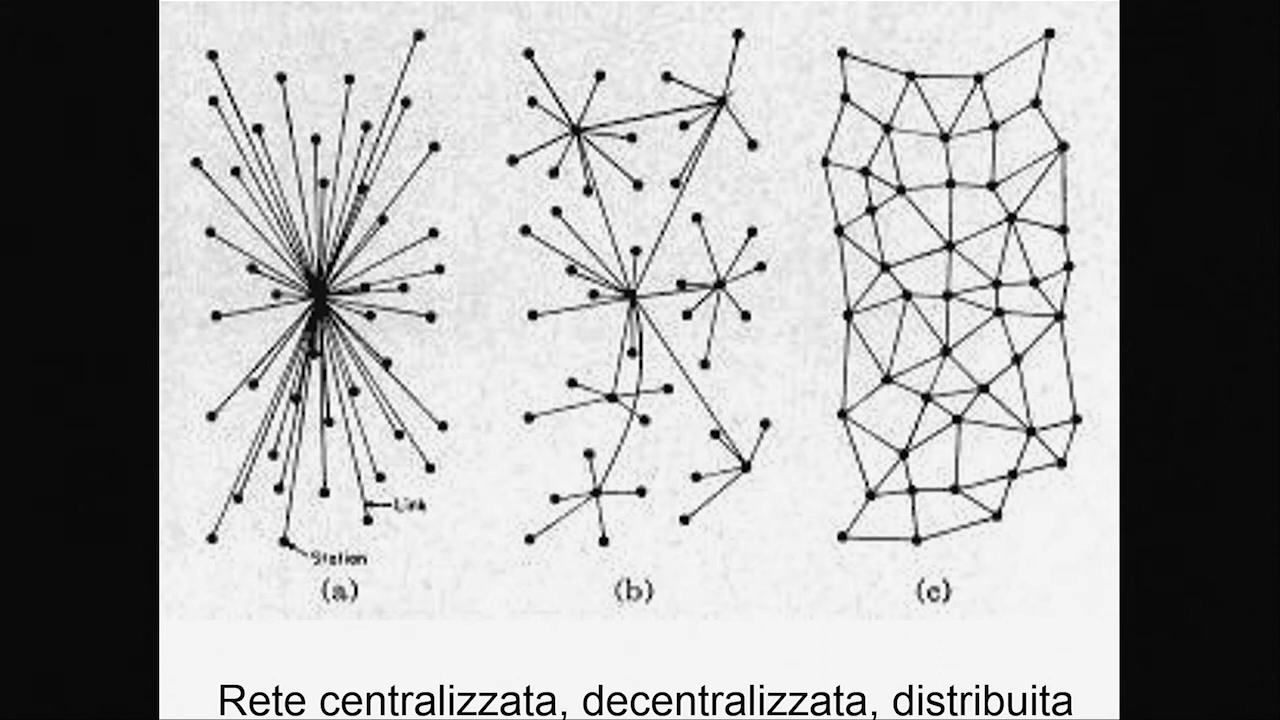 Link
Station
(a) (b) (c)
Rete centralizzata, decentralizzata, distribuita